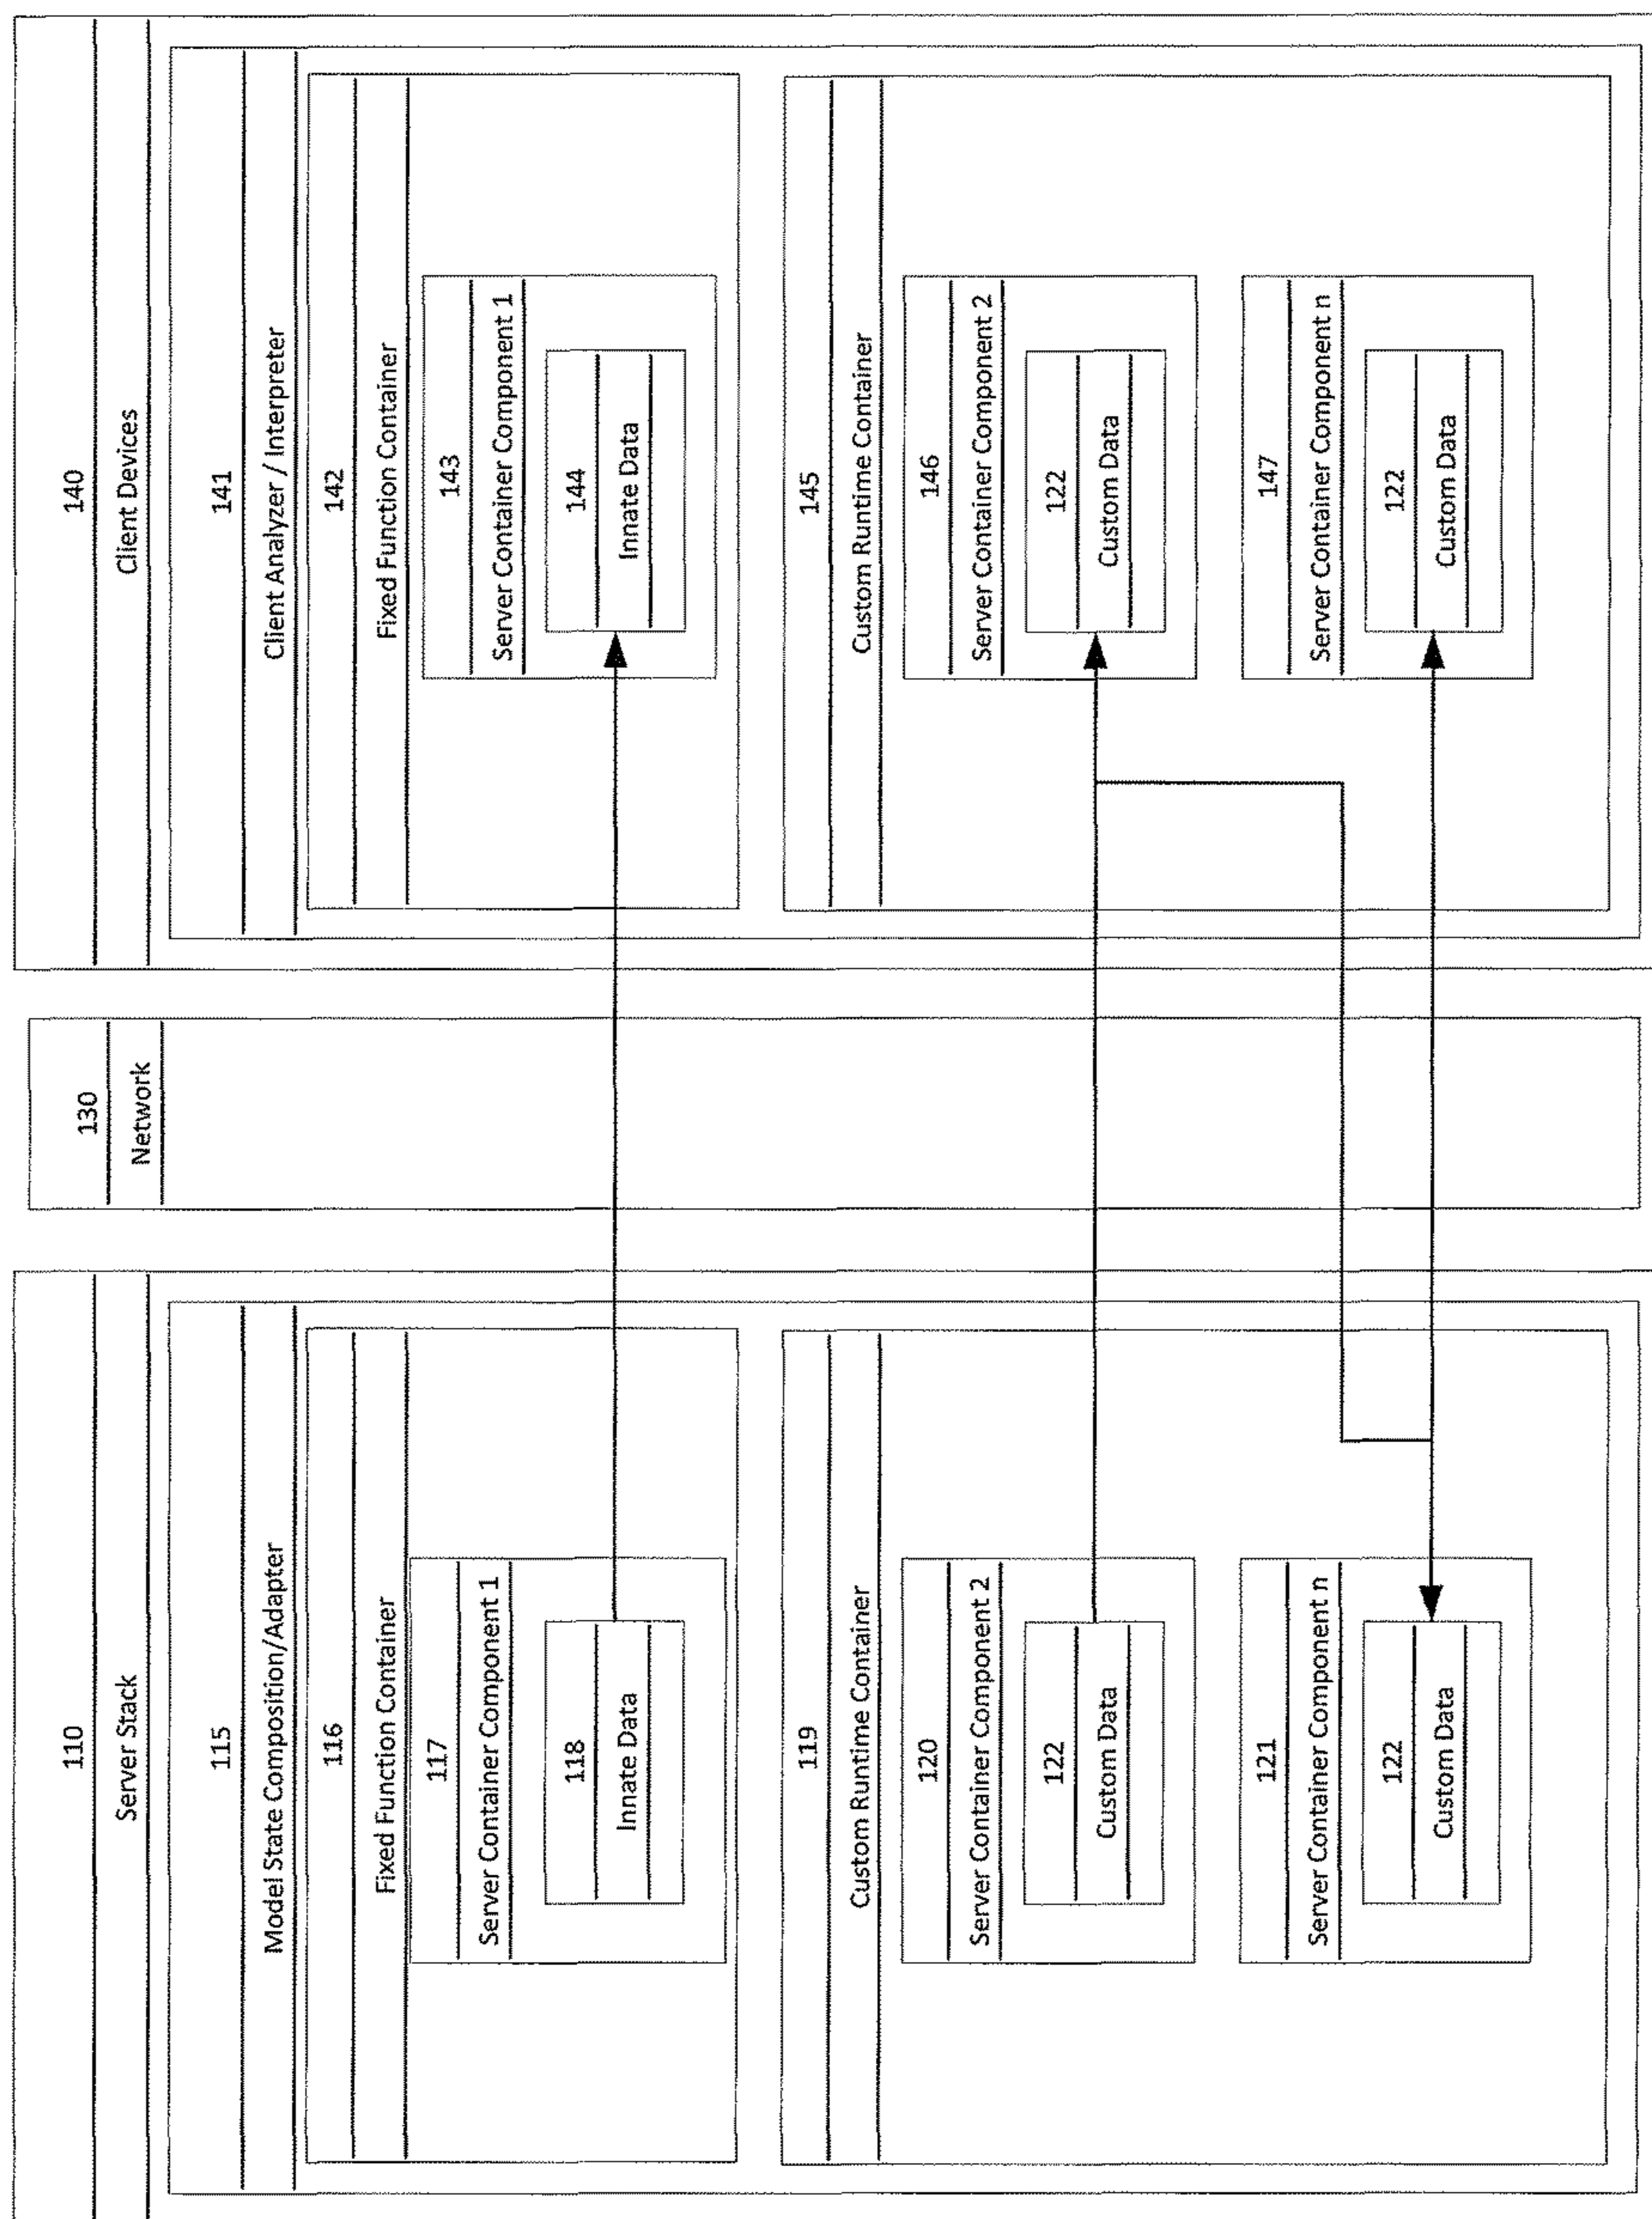 110
Server Stack
115
Model State Composition/Adapter
116
Fixed Function Container
117
Server Container Component 1
118
Innate Data
119
Custom Runtime Container
120
Server Container Component 2
122
Custom Data
121
Server Container Component n
122
Custom Data
130
Network
140
Client Devices
141
Client Analyzer / Interpreter
142
Fixed Function Container
143
Server Container Component 1
144
Innate Data
145
Custom Runtime Container
146
Server Container Component 2
122
Custom Data
147
Server Container Component n
122
Custom Data